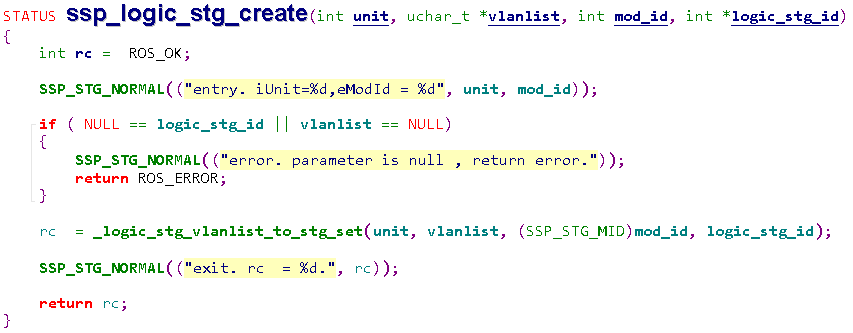 STATUS ssp_logic_stg_create(int unit, uchar_t *vlanlist, int mod_id, int *logic_stg_id)
{
    int rc =  ROS_OK;

    SSP_STG_NORMAL(("entry. iUnit=%d,eModId = %d", unit, mod_id));

    if ( NULL == logic_stg_id || vlanlist == NULL)
    {
        SSP_STG_NORMAL(("error. parameter is null , return error."));
        return ROS_ERROR;
    }

    rc  = _logic_stg_vlanlist_to_stg_set(unit, vlanlist, (SSP_STG_MID)mod_id, logic_stg_id);

    SSP_STG_NORMAL(("exit. rc  = %d.", rc));

    return rc;
}